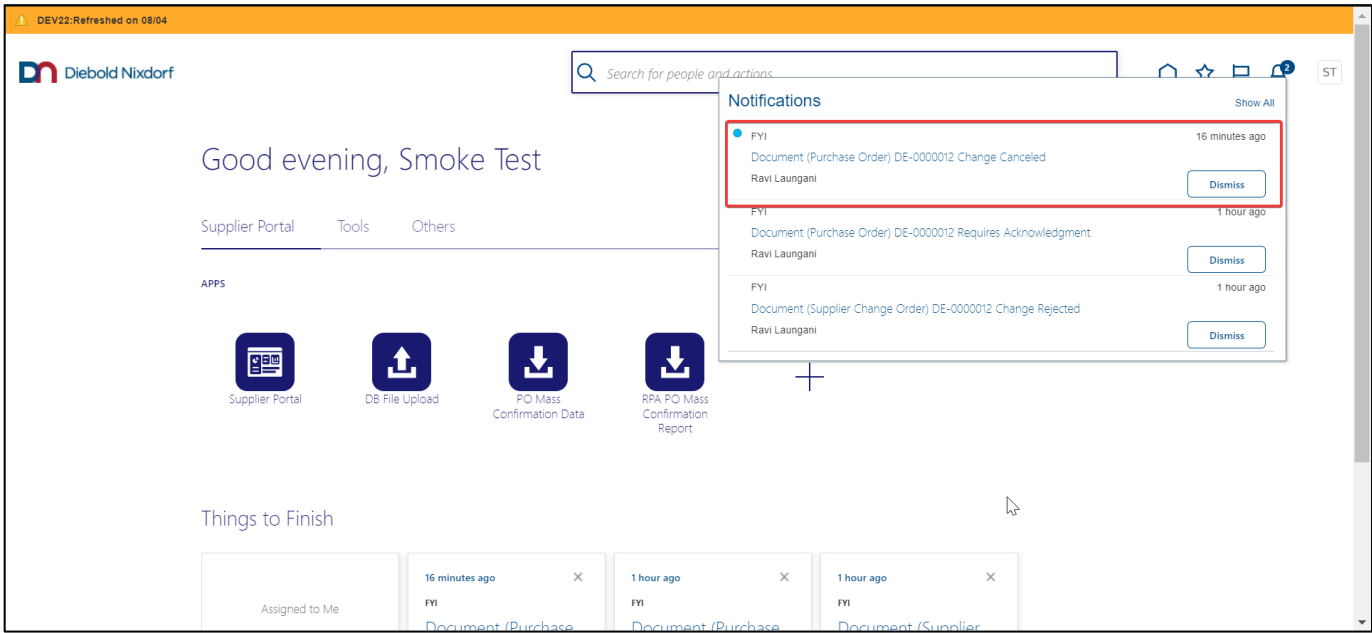 DEV22:Refreshed on 08/04
Diebold Nixdorf
Search for people and actions
2
ST
Notifications
Show All
FYI
16 minutes ago
Document (Purchase Order) DE-0000012 Change Canceled
Ravi Laungani
Dismiss
FYI
1 hour ago
Document (Purchase Order) DE-0000012 Requires Acknowledgment
Ravi Laungani
Dismiss
FYI
1 hour ago
Document (Supplier Change Order) DE-0000012 Change Rejected
Ravi Laungani
Dismiss
Good evening, Smoke Test
Supplier Portal
Tools
Others
APPS
Supplier Portal
DB File Upload
PO Mass
Confirmation Data
RPA PO Mass
Confirmation
Report
Things to Finish
Assigned to Me
16 minutes ago
FYI
Document (Purchase
1 hour ago
FYI
Document (Purchase
1 hour ago
FYI
Document (Supplier